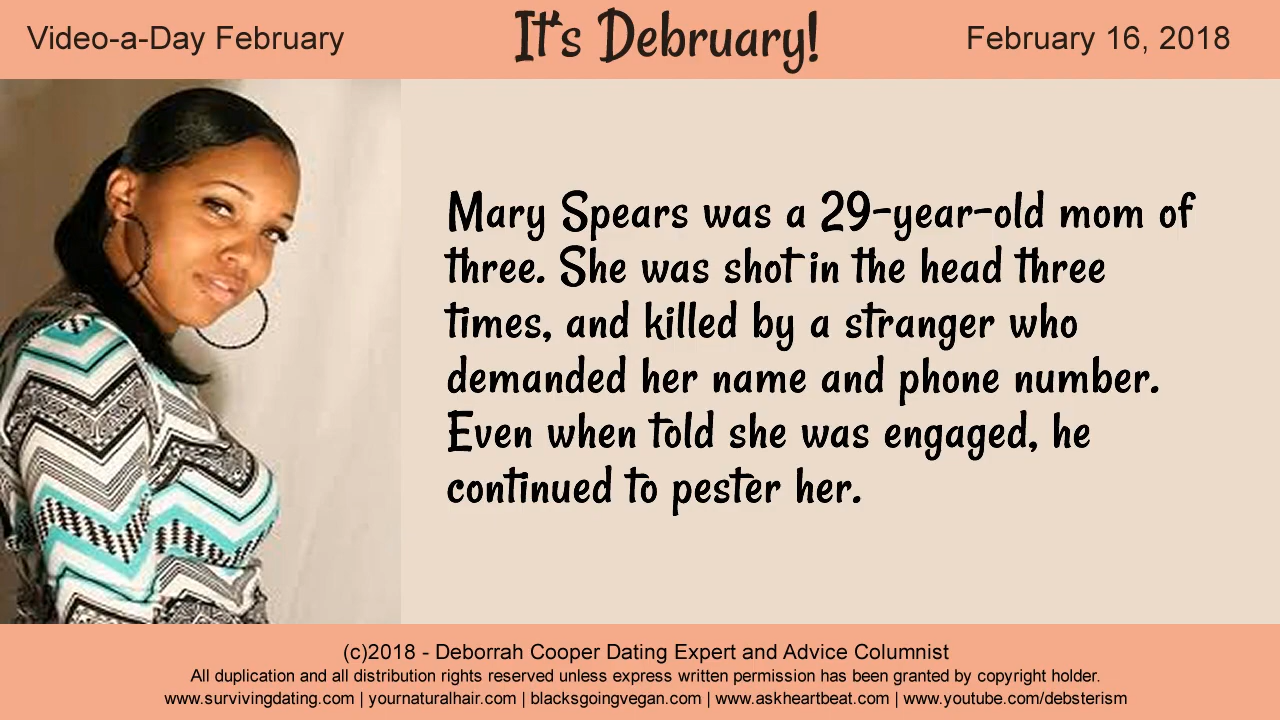 Video-a-Day February
It's Debruary!
February 16, 2018
Mary Spears was a 29-year-old mom of
three. She was shot in the head three
times, and killed by a stranger who
demanded her name and phone number.
Even when told she was engaged, he
continued to pester her.
(c)2018 - Deborrah Cooper Dating Expert and Advice Columnist
All duplication and all distribution rights reserved unless express written permission has been granted by copyright holder.
www.survivingdating.com | yournaturalhair.com | blacksgoingvegan.com | www.askheartbeat.com | www.youtube.com/debsterism